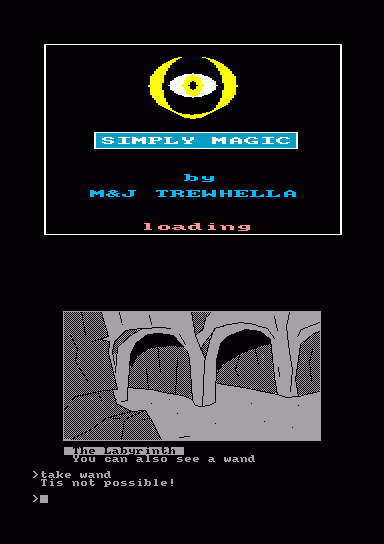 SIMPLY MAGIC
by
M&J TREWHELLA
loading
The Labyrinth
You can also see a wand
>take wand
Tis not possible!
>